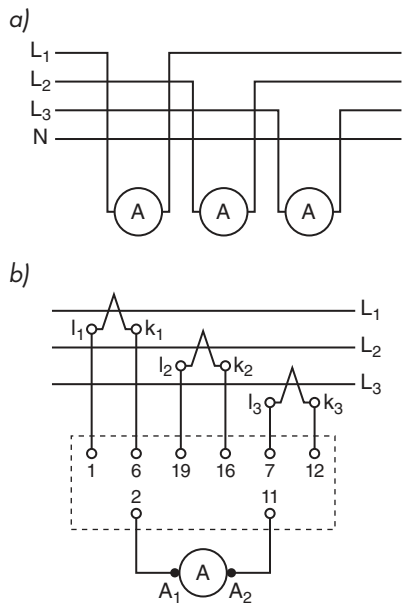 a)
L₁
L₂
L₃
N
A A A
b)
L₁
l₁ k₁
L₂
l₂ k₂
L₃
l₃ k₃
1 6 19 16 7 12
2 11
A
A₁ A₂